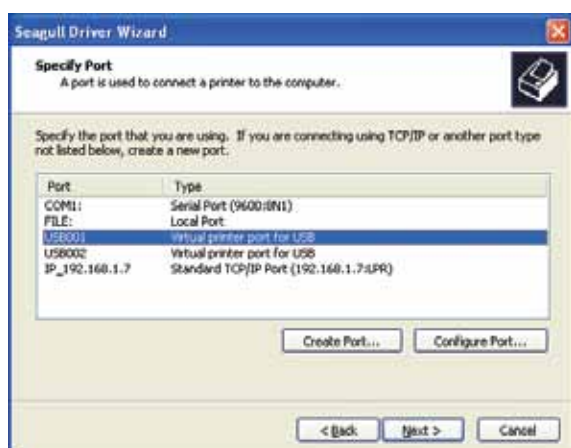 Seagull Driver Wizard
Specify Port
A port is used to connect a printer to the computer.
Specify the port that you are using. If you are connecting using TCP/IP or another port type
not listed below, create a new port.
Port Type
COM1: Serial Port (9600:8N1)
FILE: Local Port
USB001 Virtual printer port for USB
USB002 Virtual printer port for USB
IP_192.168.1.7 Standard TCP/IP Port (192.168.1.7:LPR)
Create Port... Configure Port...
< Back Next > Cancel